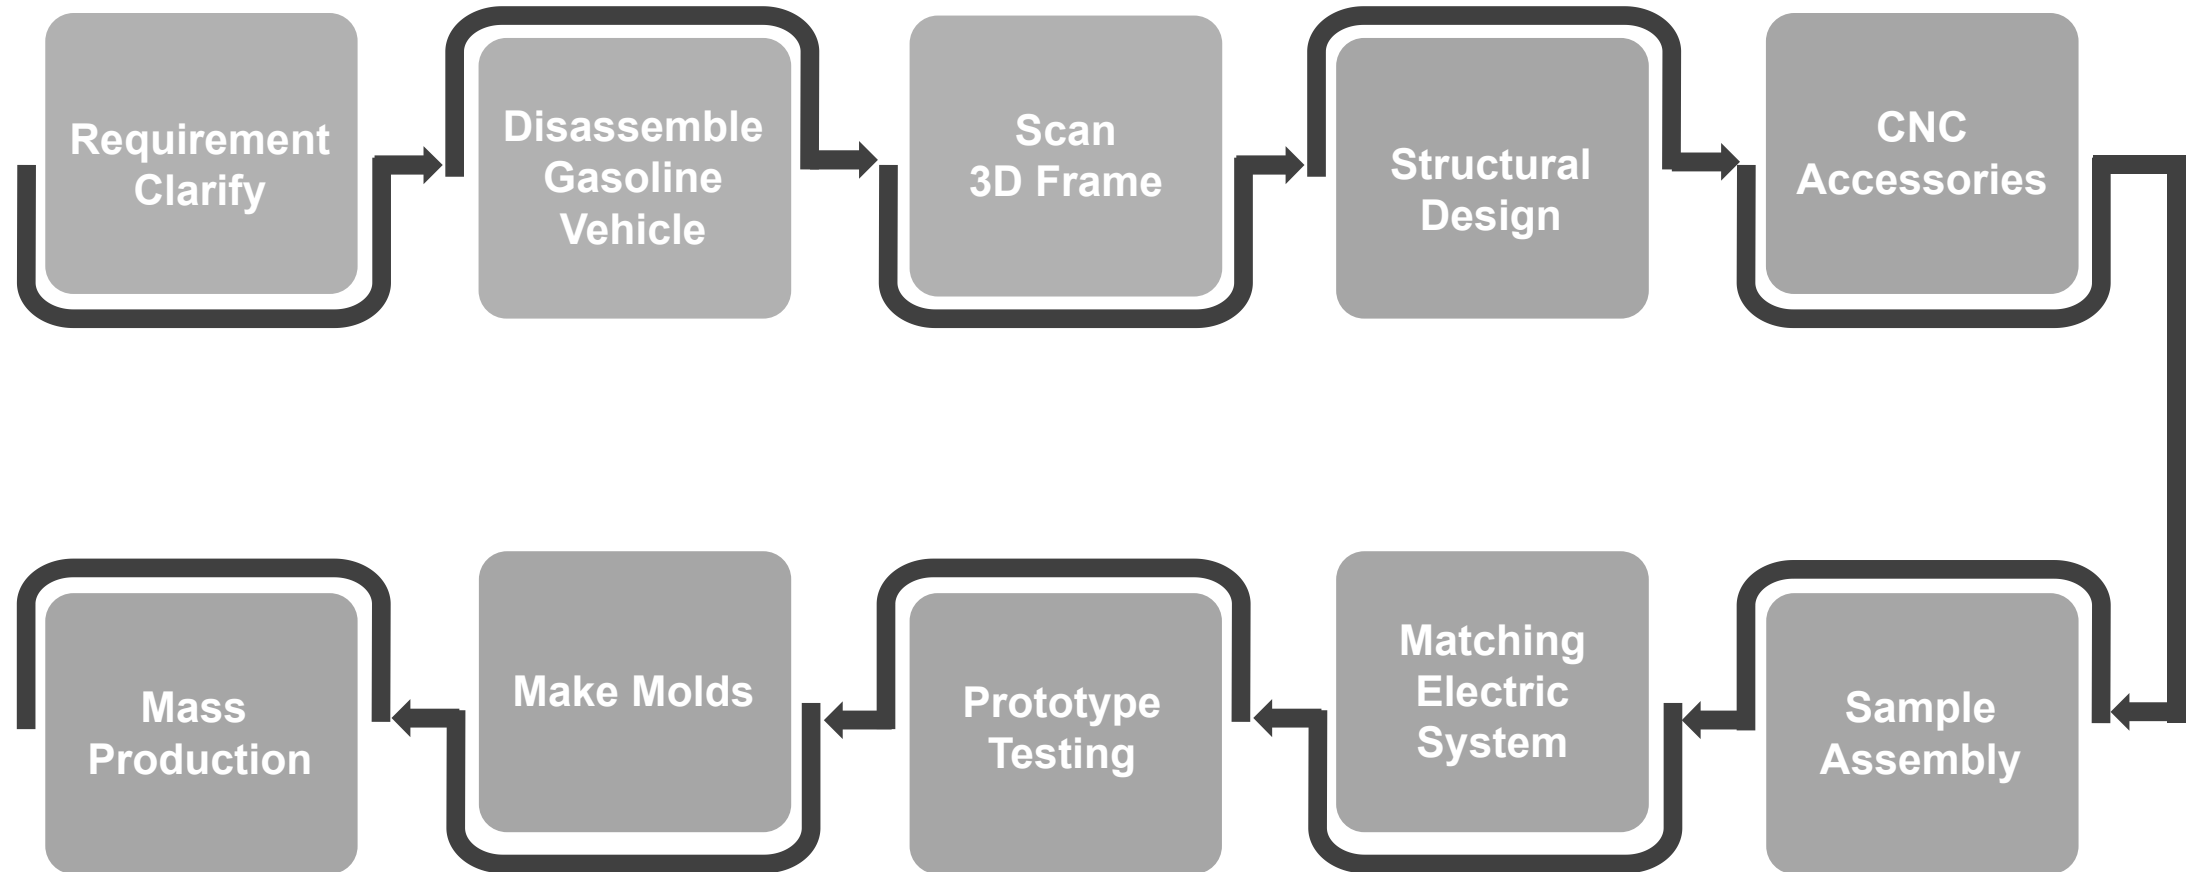 Requirement
Clarify
Disassemble
Gasoline
Vehicle
Scan
3D Frame
Structural
Design
CNC
Accessories
Sample
Assembly
Matching
Electric
System
Prototype
Testing
Make Molds
Mass
Production